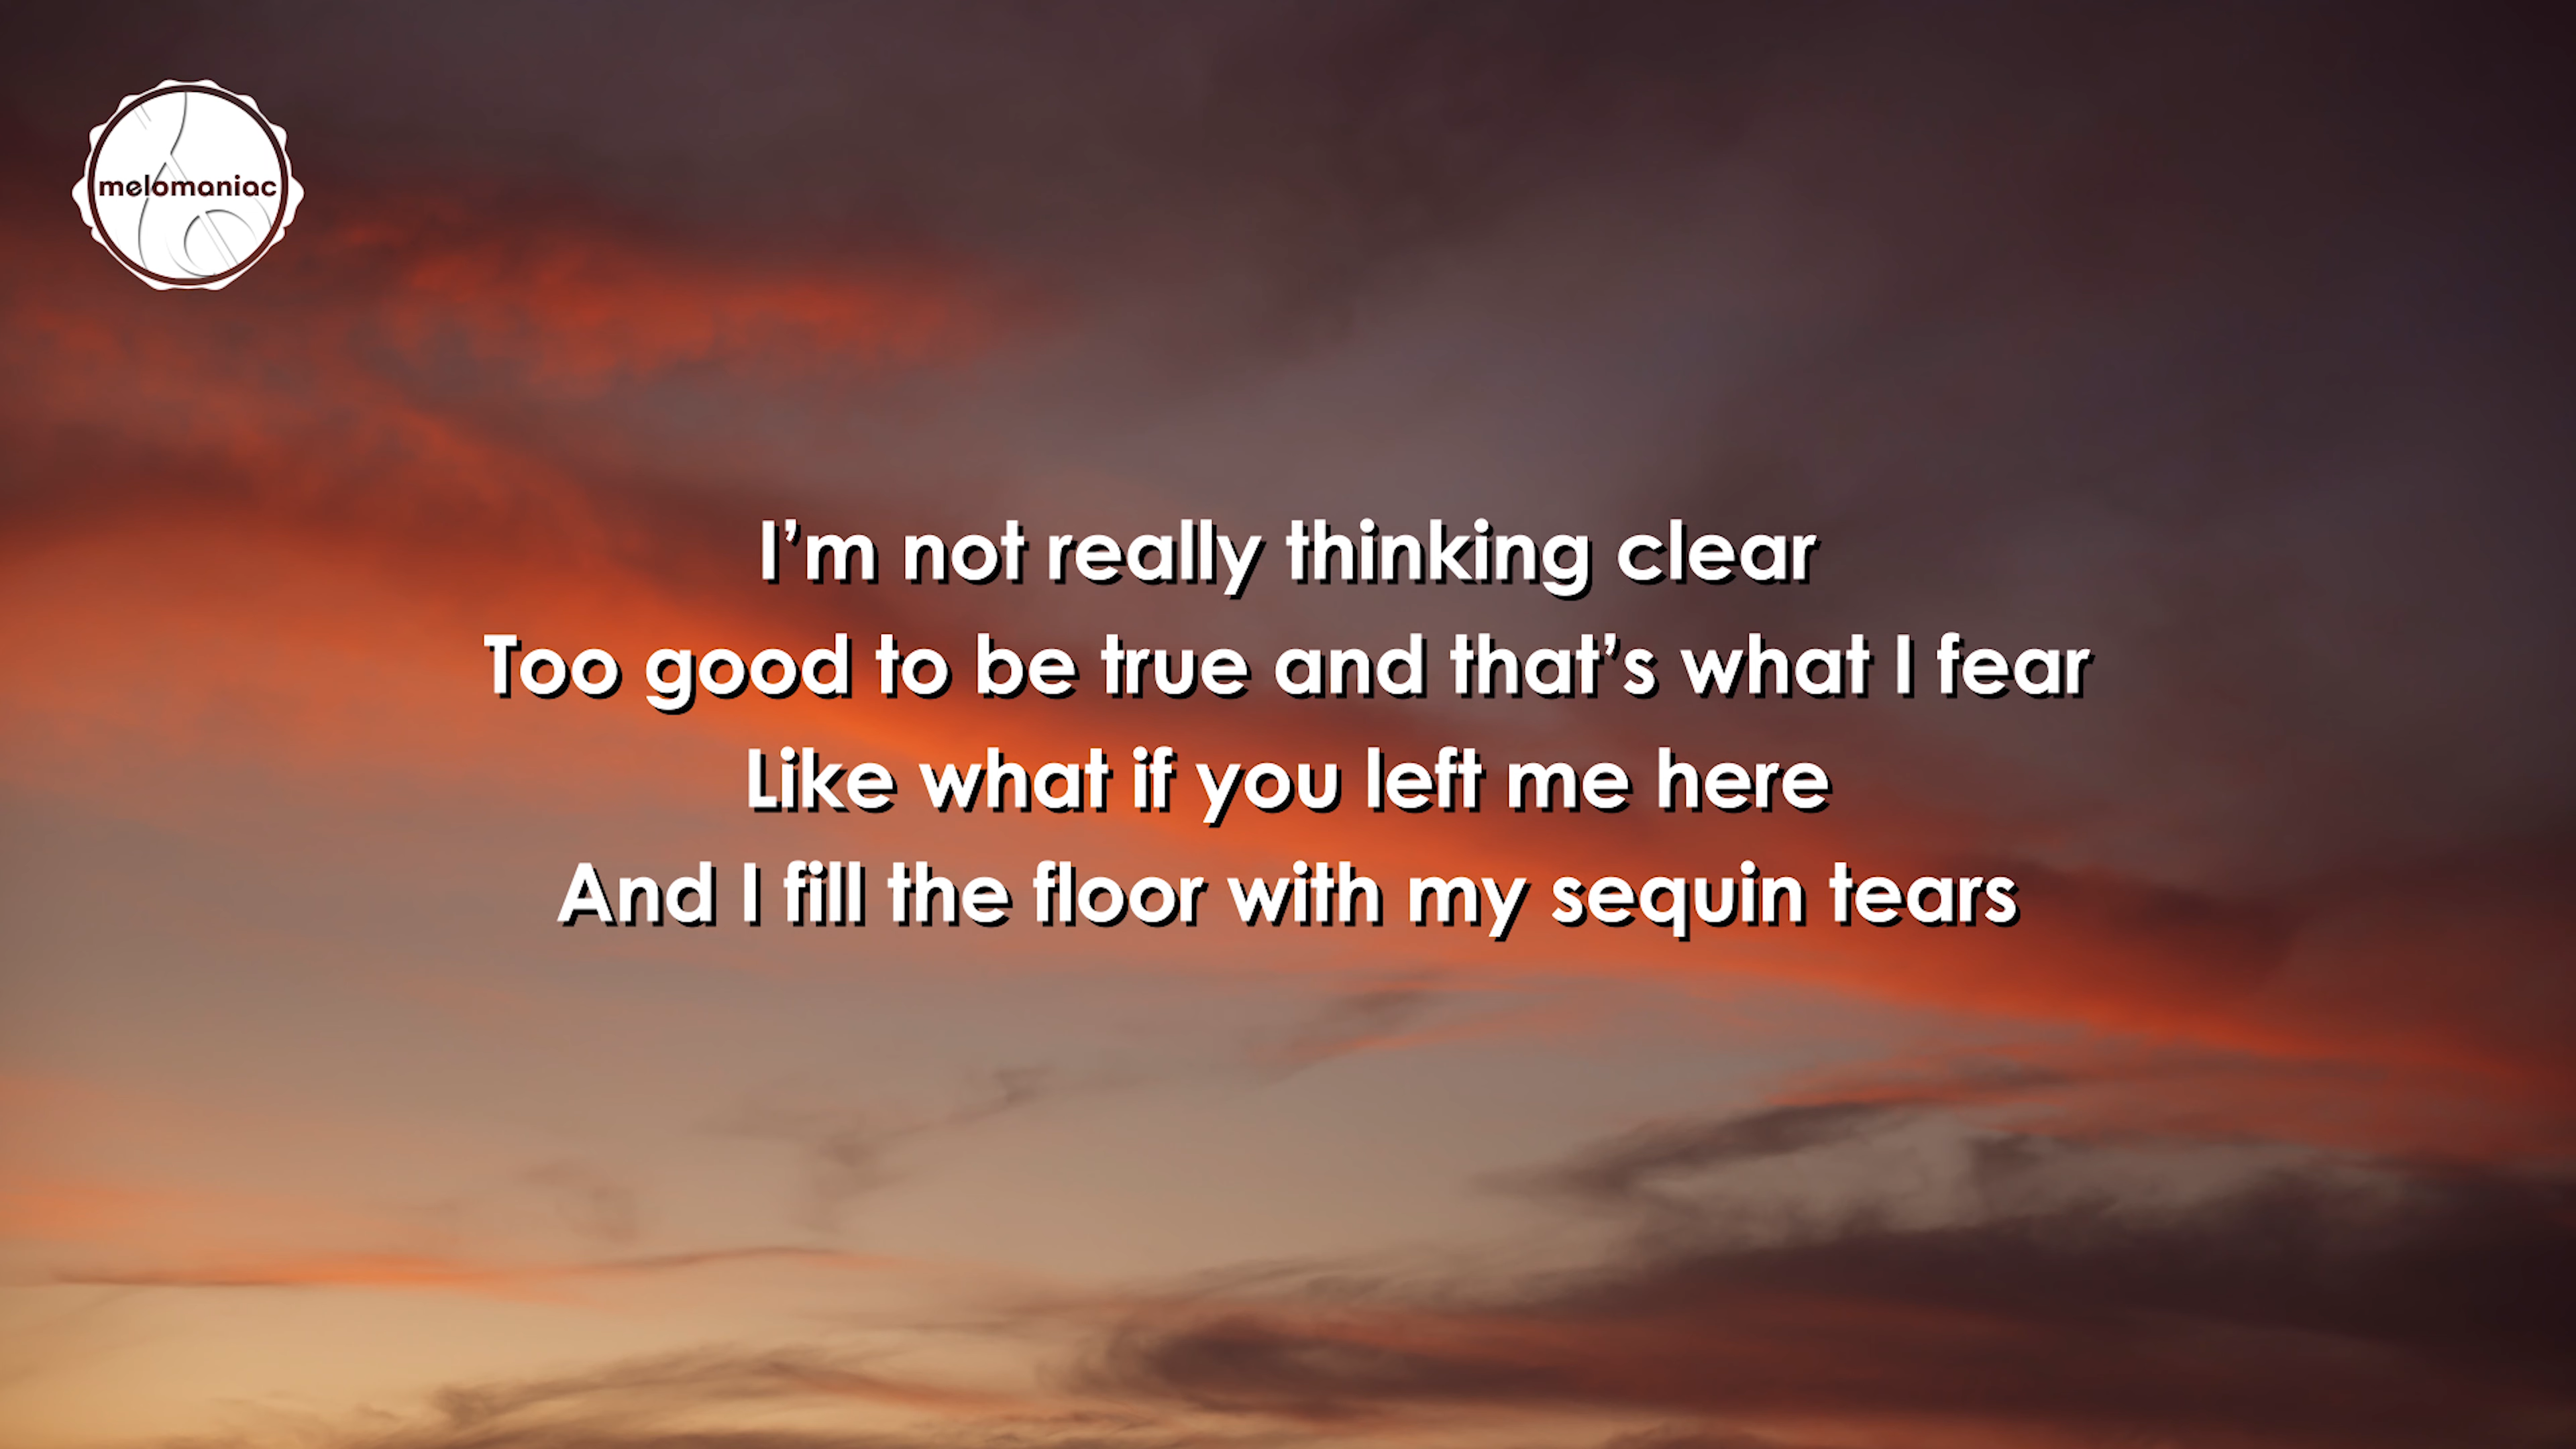 melomaniac
I’m not really thinking clear
Too good to be true and that’s what I fear
Like what if you left me here
And I fill the floor with my sequin tears